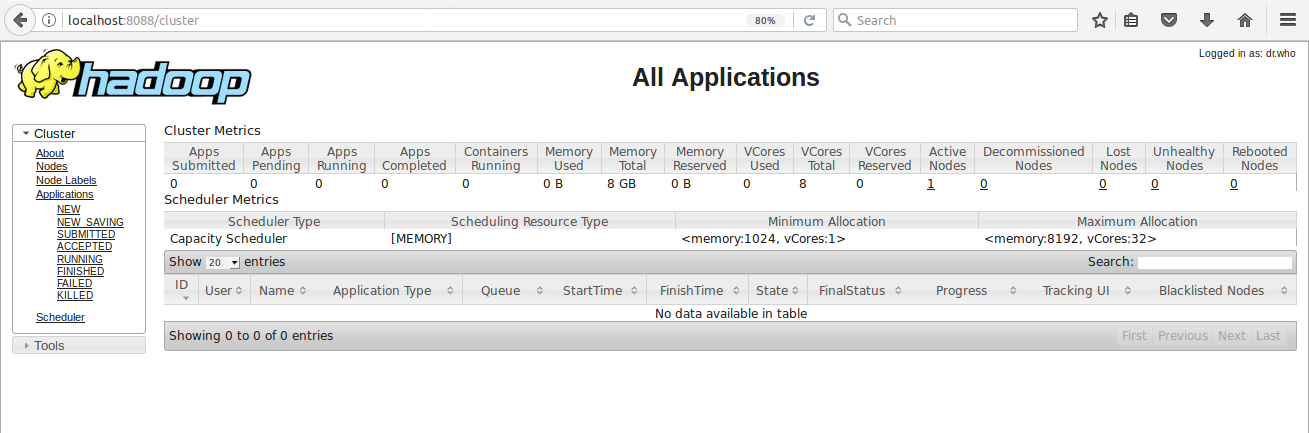 localhost:8088/cluster 80% Search
hadoop
All Applications
Logged in as: dr.who
Cluster
About
Nodes
Node Labels
Applications
NEW
NEW_SAVING
SUBMITTED
ACCEPTED
RUNNING
FINISHED
FAILED
KILLED
Scheduler
Tools
Cluster Metrics
Apps Submitted Apps Pending Apps Running Apps Completed Containers Running Memory Used Memory Total Memory Reserved VCores Used VCores Total VCores Reserved Active Nodes Decommissioned Nodes Lost Nodes Unhealthy Nodes Rebooted Nodes
0 0 0 0 0 0 B 8 GB 0 B 0 8 0 1 0 0 0 0
Scheduler Metrics
Scheduler Type Scheduling Resource Type Minimum Allocation Maximum Allocation
Capacity Scheduler [MEMORY] <memory:1024, vCores:1> <memory:8192, vCores:32>
Show 20 entries Search:
ID User Name Application Type Queue StartTime FinishTime State FinalStatus Progress Tracking UI Blacklisted Nodes
No data available in table
Showing 0 to 0 of 0 entries First Previous Next Last